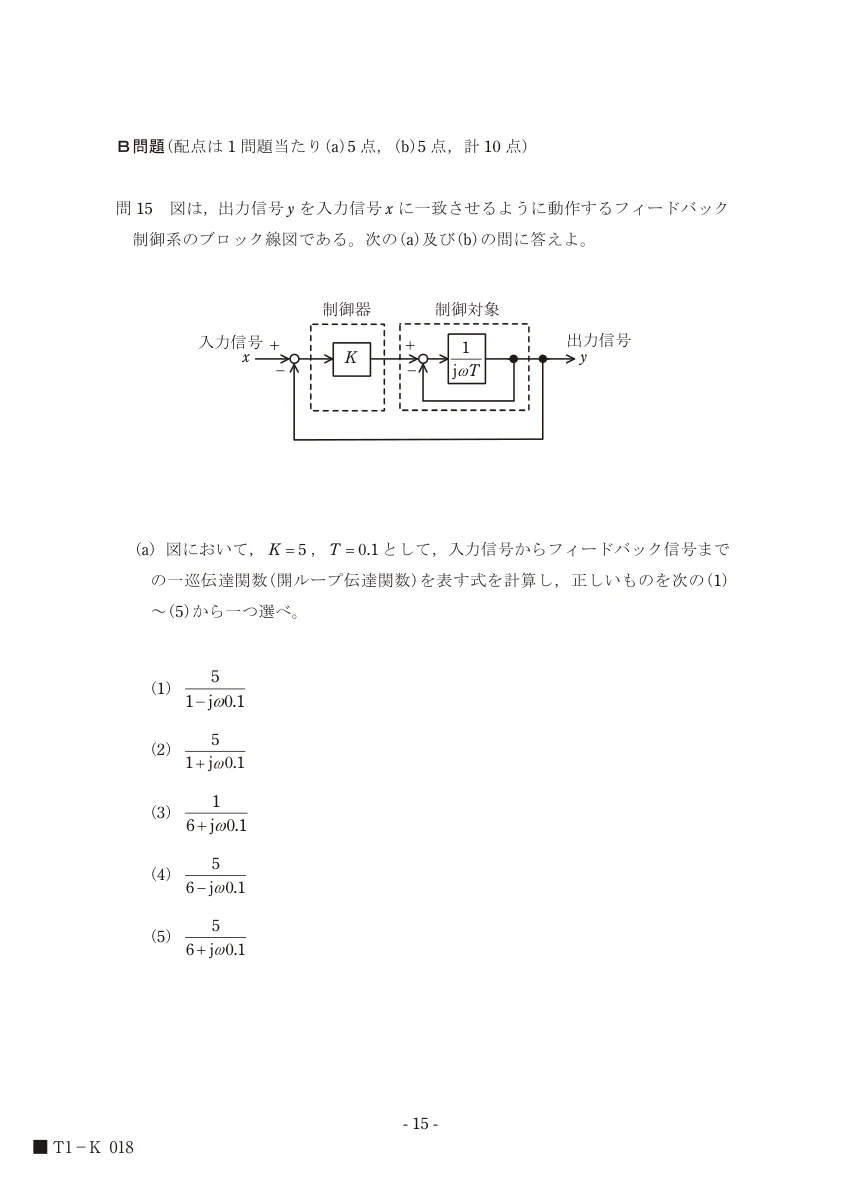 B問題(配点は1問題当たり(a)5点，(b)5点，計10点)
問15　図は，出力信号yを入力信号xに一致させるように動作するフィードバック
制御系のブロック線図である。次の(a)及び(b)の問に答えよ。
制御器　制御対象
入力信号 +　+　出力信号
x　K　1/jωT　y
−　−
(a) 図において，K = 5，T = 0.1として，入力信号からフィードバック信号まで
の一巡伝達関数(開ループ伝達関数)を表す式を計算し，正しいものを次の(1)
～(5)から一つ選べ。
(1) 5/(1−jω0.1)
(2) 5/(1+jω0.1)
(3) 1/(6+jω0.1)
(4) 5/(6−jω0.1)
(5) 5/(6+jω0.1)
- 15 -
■ T1−K 018